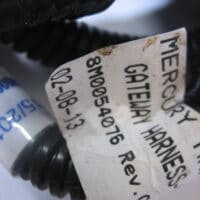 MERCURY
GATEWAY HARNESS
8M0054076 Rev.
02-08-13